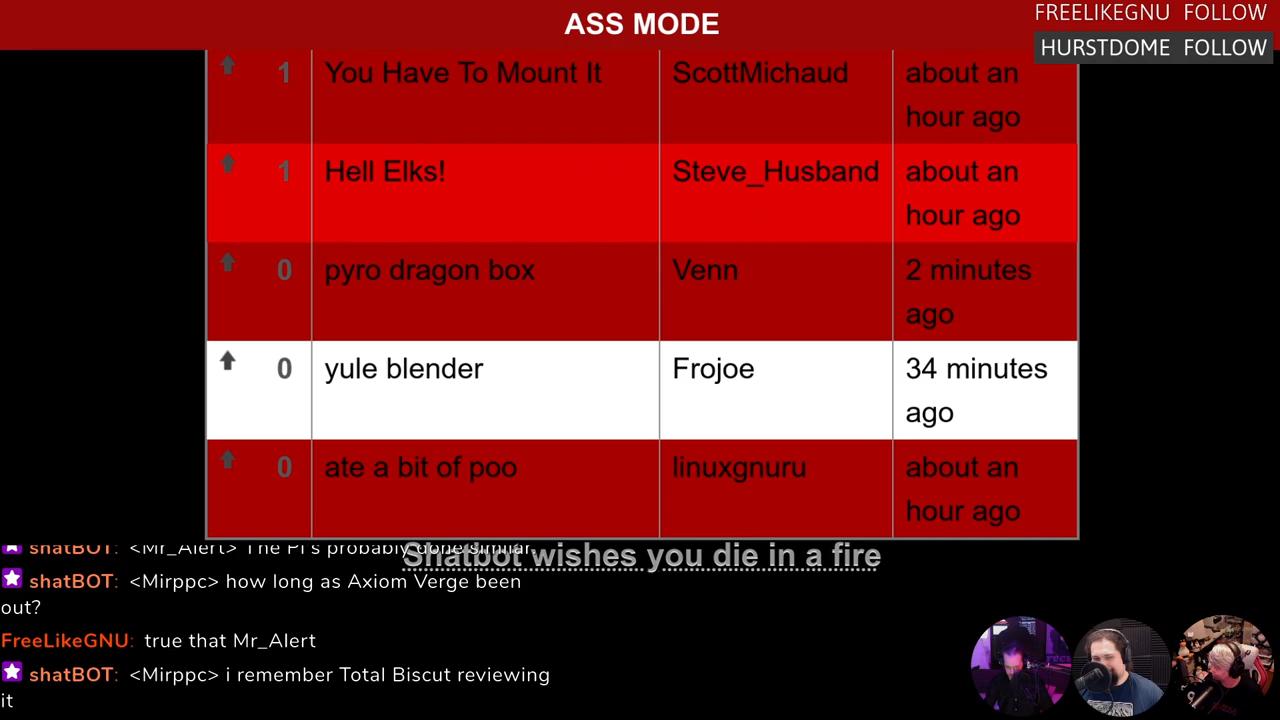 ASS MODE
FREELIKEGNU FOLLOW
HURSTDOME FOLLOW
1 You Have To Mount It ScottMichaud about an
hour ago
1 Hell Elks! Steve_Husband about an
hour ago
0 pyro dragon box Venn 2 minutes
ago
0 yule blender Frojoe 34 minutes
ago
0 ate a bit of poo linuxgnuru about an
hour ago
Shatbot wishes you die in a fire
shatBOT: <Mr_Alert> The Pi's probably done similar.
shatBOT: <Mirppc> how long as Axiom Verge been
out?
FreeLikeGNU: true that Mr_Alert
shatBOT: <Mirppc> i remember Total Biscut reviewing
it